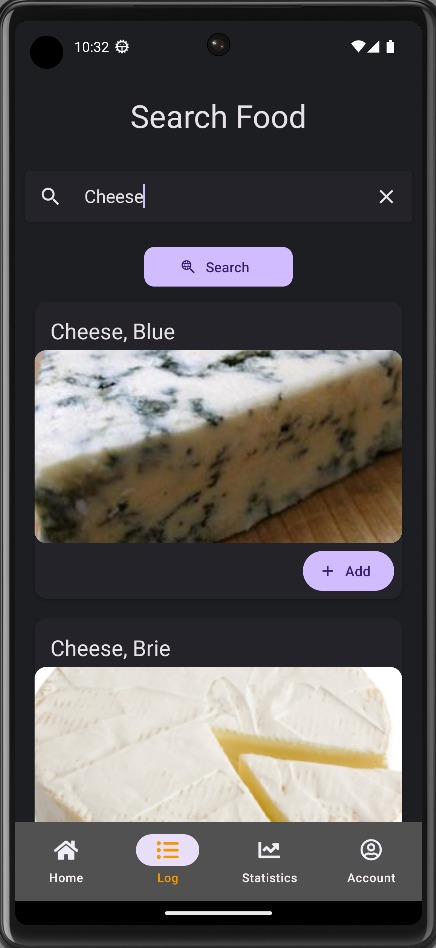 10:32
Search Food
Cheese
Search
Cheese, Blue
Add
Cheese, Brie
Home
Log
Statistics
Account